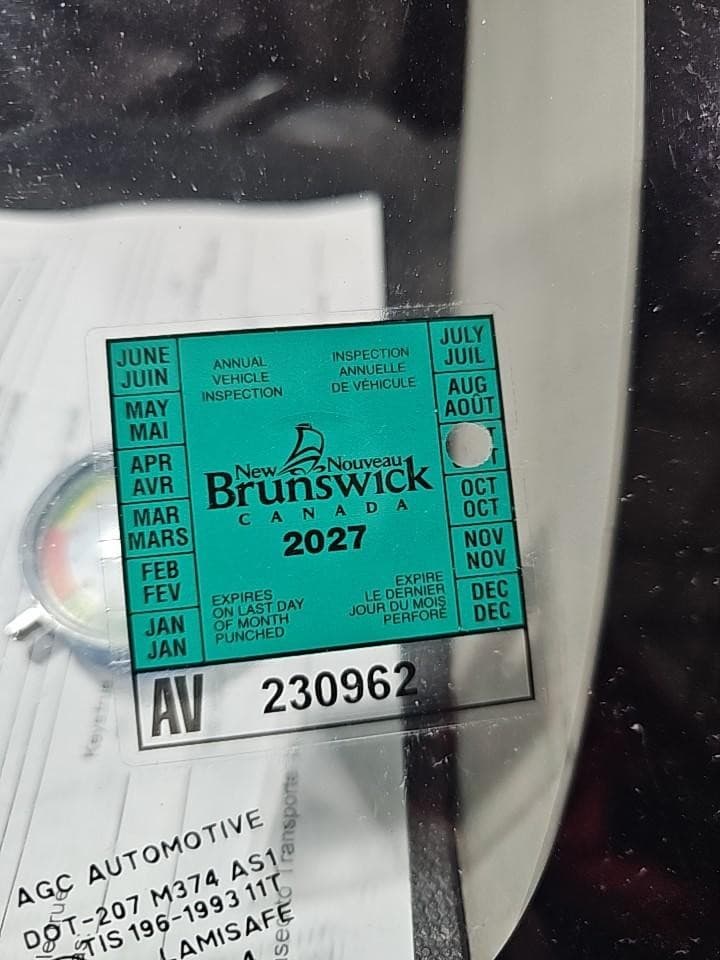 JUNE
JUIN
MAY
MAI
APR
AVR
MAR
MARS
FEB
FEV
JAN
JAN
ANNUAL
VEHICLE
INSPECTION
INSPECTION
ANNUELLE
DE VÉHICULE
New Nouveau
Brunswick
CANADA
2027
EXPIRES
ON LAST DAY
OF MONTH
PUNCHED
EXPIRE
LE DERNIER
JOUR DU MOIS
PERFORÉ
JULY
JUIL
AUG
AOÛT
OCT
OCT
NOV
NOV
DEC
DEC
AV 230962
AGC AUTOMOTIVE
DOT-207 M374 AS1
TIS 196-1993 11T
LAMISAFE